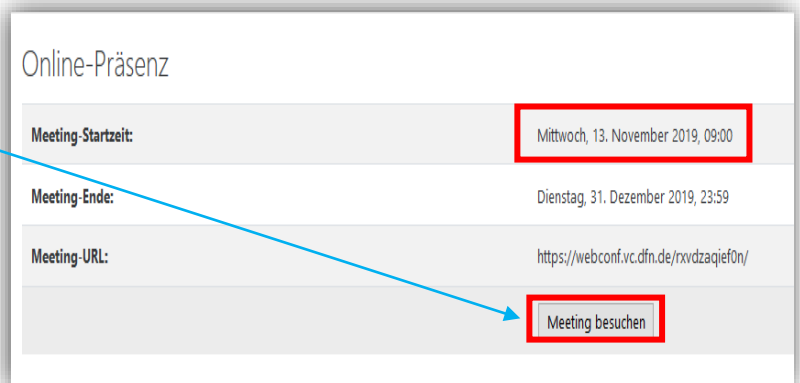 Online-Präsenz
Meeting-Startzeit: Mittwoch, 13. November 2019, 09:00
Meeting-Ende: Dienstag, 31. Dezember 2019, 23:59
Meeting-URL: https://webconf.vc.dfn.de/rxvdzaqief0n/
Meeting besuchen